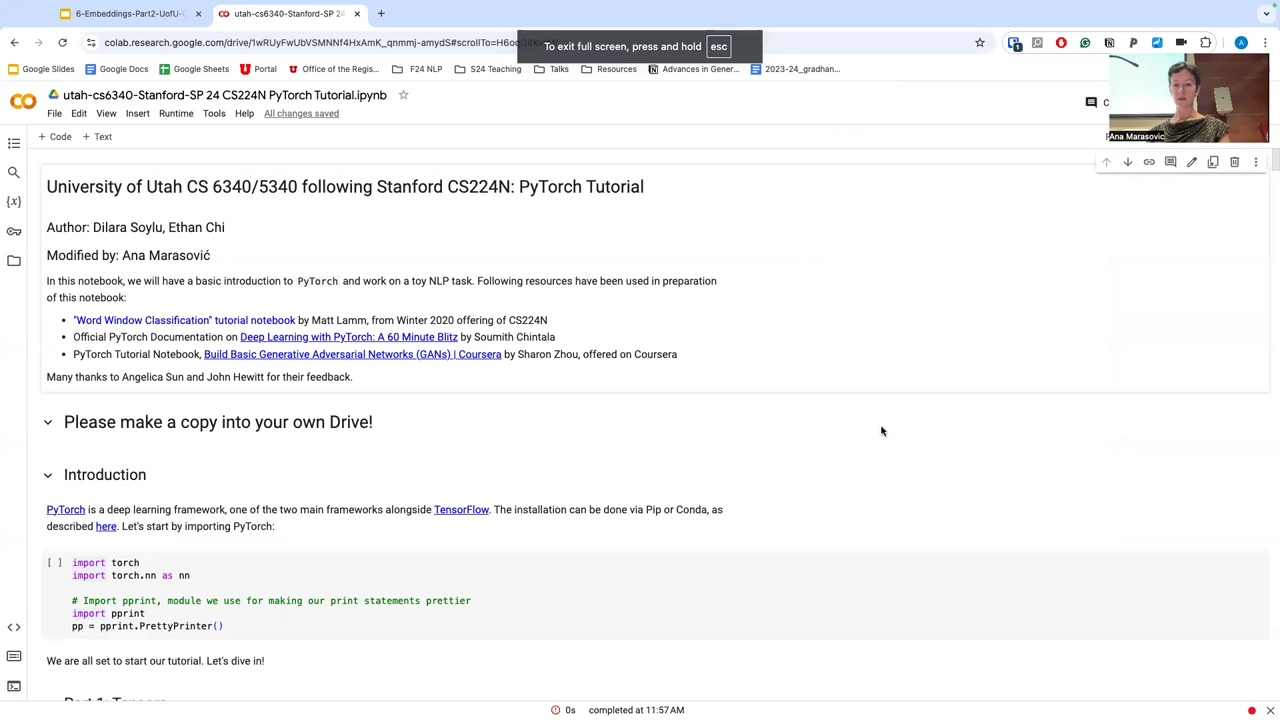 6-Embeddings-Part2-UofU-C
utah-cs6340-Stanford-SP 24
colab.research.google.com/drive/1wRUyFwUbVSMNNf4HxAmK_qnmmj-amydS#scrollTo=H6oq
To exit full screen, press and hold esc
Google Slides
Google Docs
Google Sheets
Portal
Office of the Regis...
F24 NLP
S24 Teaching
Talks
Resources
Advances in Gener...
2023-24_gradhan...
utah-cs6340-Stanford-SP 24 CS224N PyTorch Tutorial.ipynb
File Edit View Insert Runtime Tools Help All changes saved
Ana Marasovic
+ Code + Text
University of Utah CS 6340/5340 following Stanford CS224N: PyTorch Tutorial
Author: Dilara Soylu, Ethan Chi
Modified by: Ana Marasović
In this notebook, we will have a basic introduction to PyTorch and work on a toy NLP task. Following resources have been used in preparation
of this notebook:
• "Word Window Classification" tutorial notebook by Matt Lamm, from Winter 2020 offering of CS224N
• Official PyTorch Documentation on Deep Learning with PyTorch: A 60 Minute Blitz by Soumith Chintala
• PyTorch Tutorial Notebook, Build Basic Generative Adversarial Networks (GANs) | Coursera by Sharon Zhou, offered on Coursera
Many thanks to Angelica Sun and John Hewitt for their feedback.
Please make a copy into your own Drive!
Introduction
PyTorch is a deep learning framework, one of the two main frameworks alongside TensorFlow. The installation can be done via Pip or Conda, as
described here. Let's start by importing PyTorch:
[ ] import torch
import torch.nn as nn
# Import pprint, module we use for making our print statements prettier
import pprint
pp = pprint.PrettyPrinter()
We are all set to start our tutorial. Let's dive in!
Part 1: Tensors
0s completed at 11:57 AM